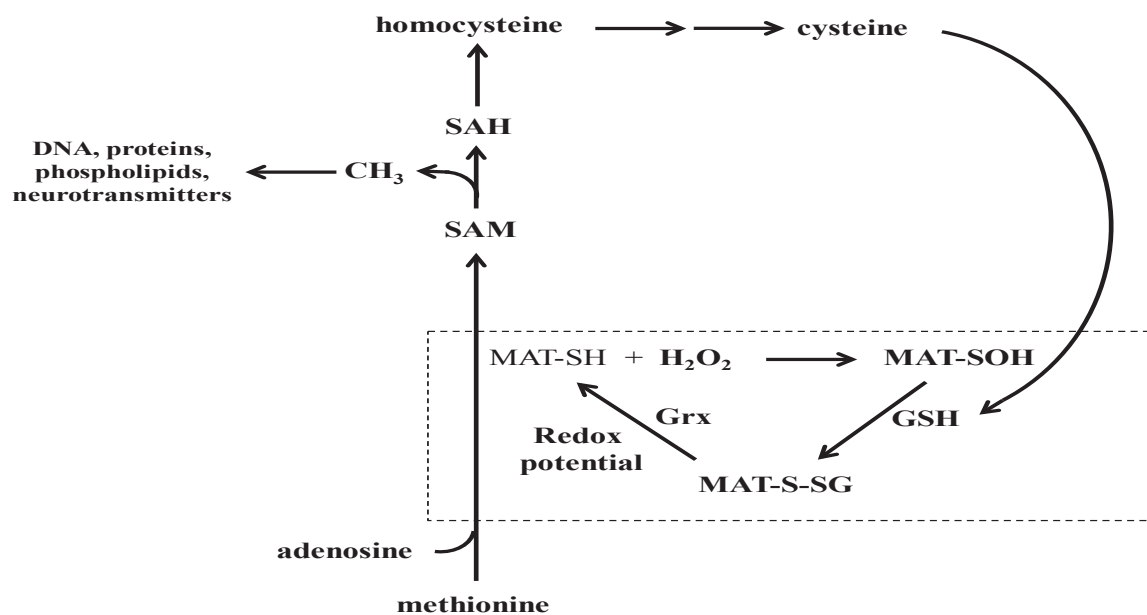 homocysteine
cysteine
SAH
DNA, proteins,
phospholipids,
neurotransmitters
CH₃
SAM
MAT-SH + H₂O₂
MAT-SOH
Grx
GSH
Redox
potential
MAT-S-SG
adenosine
methionine